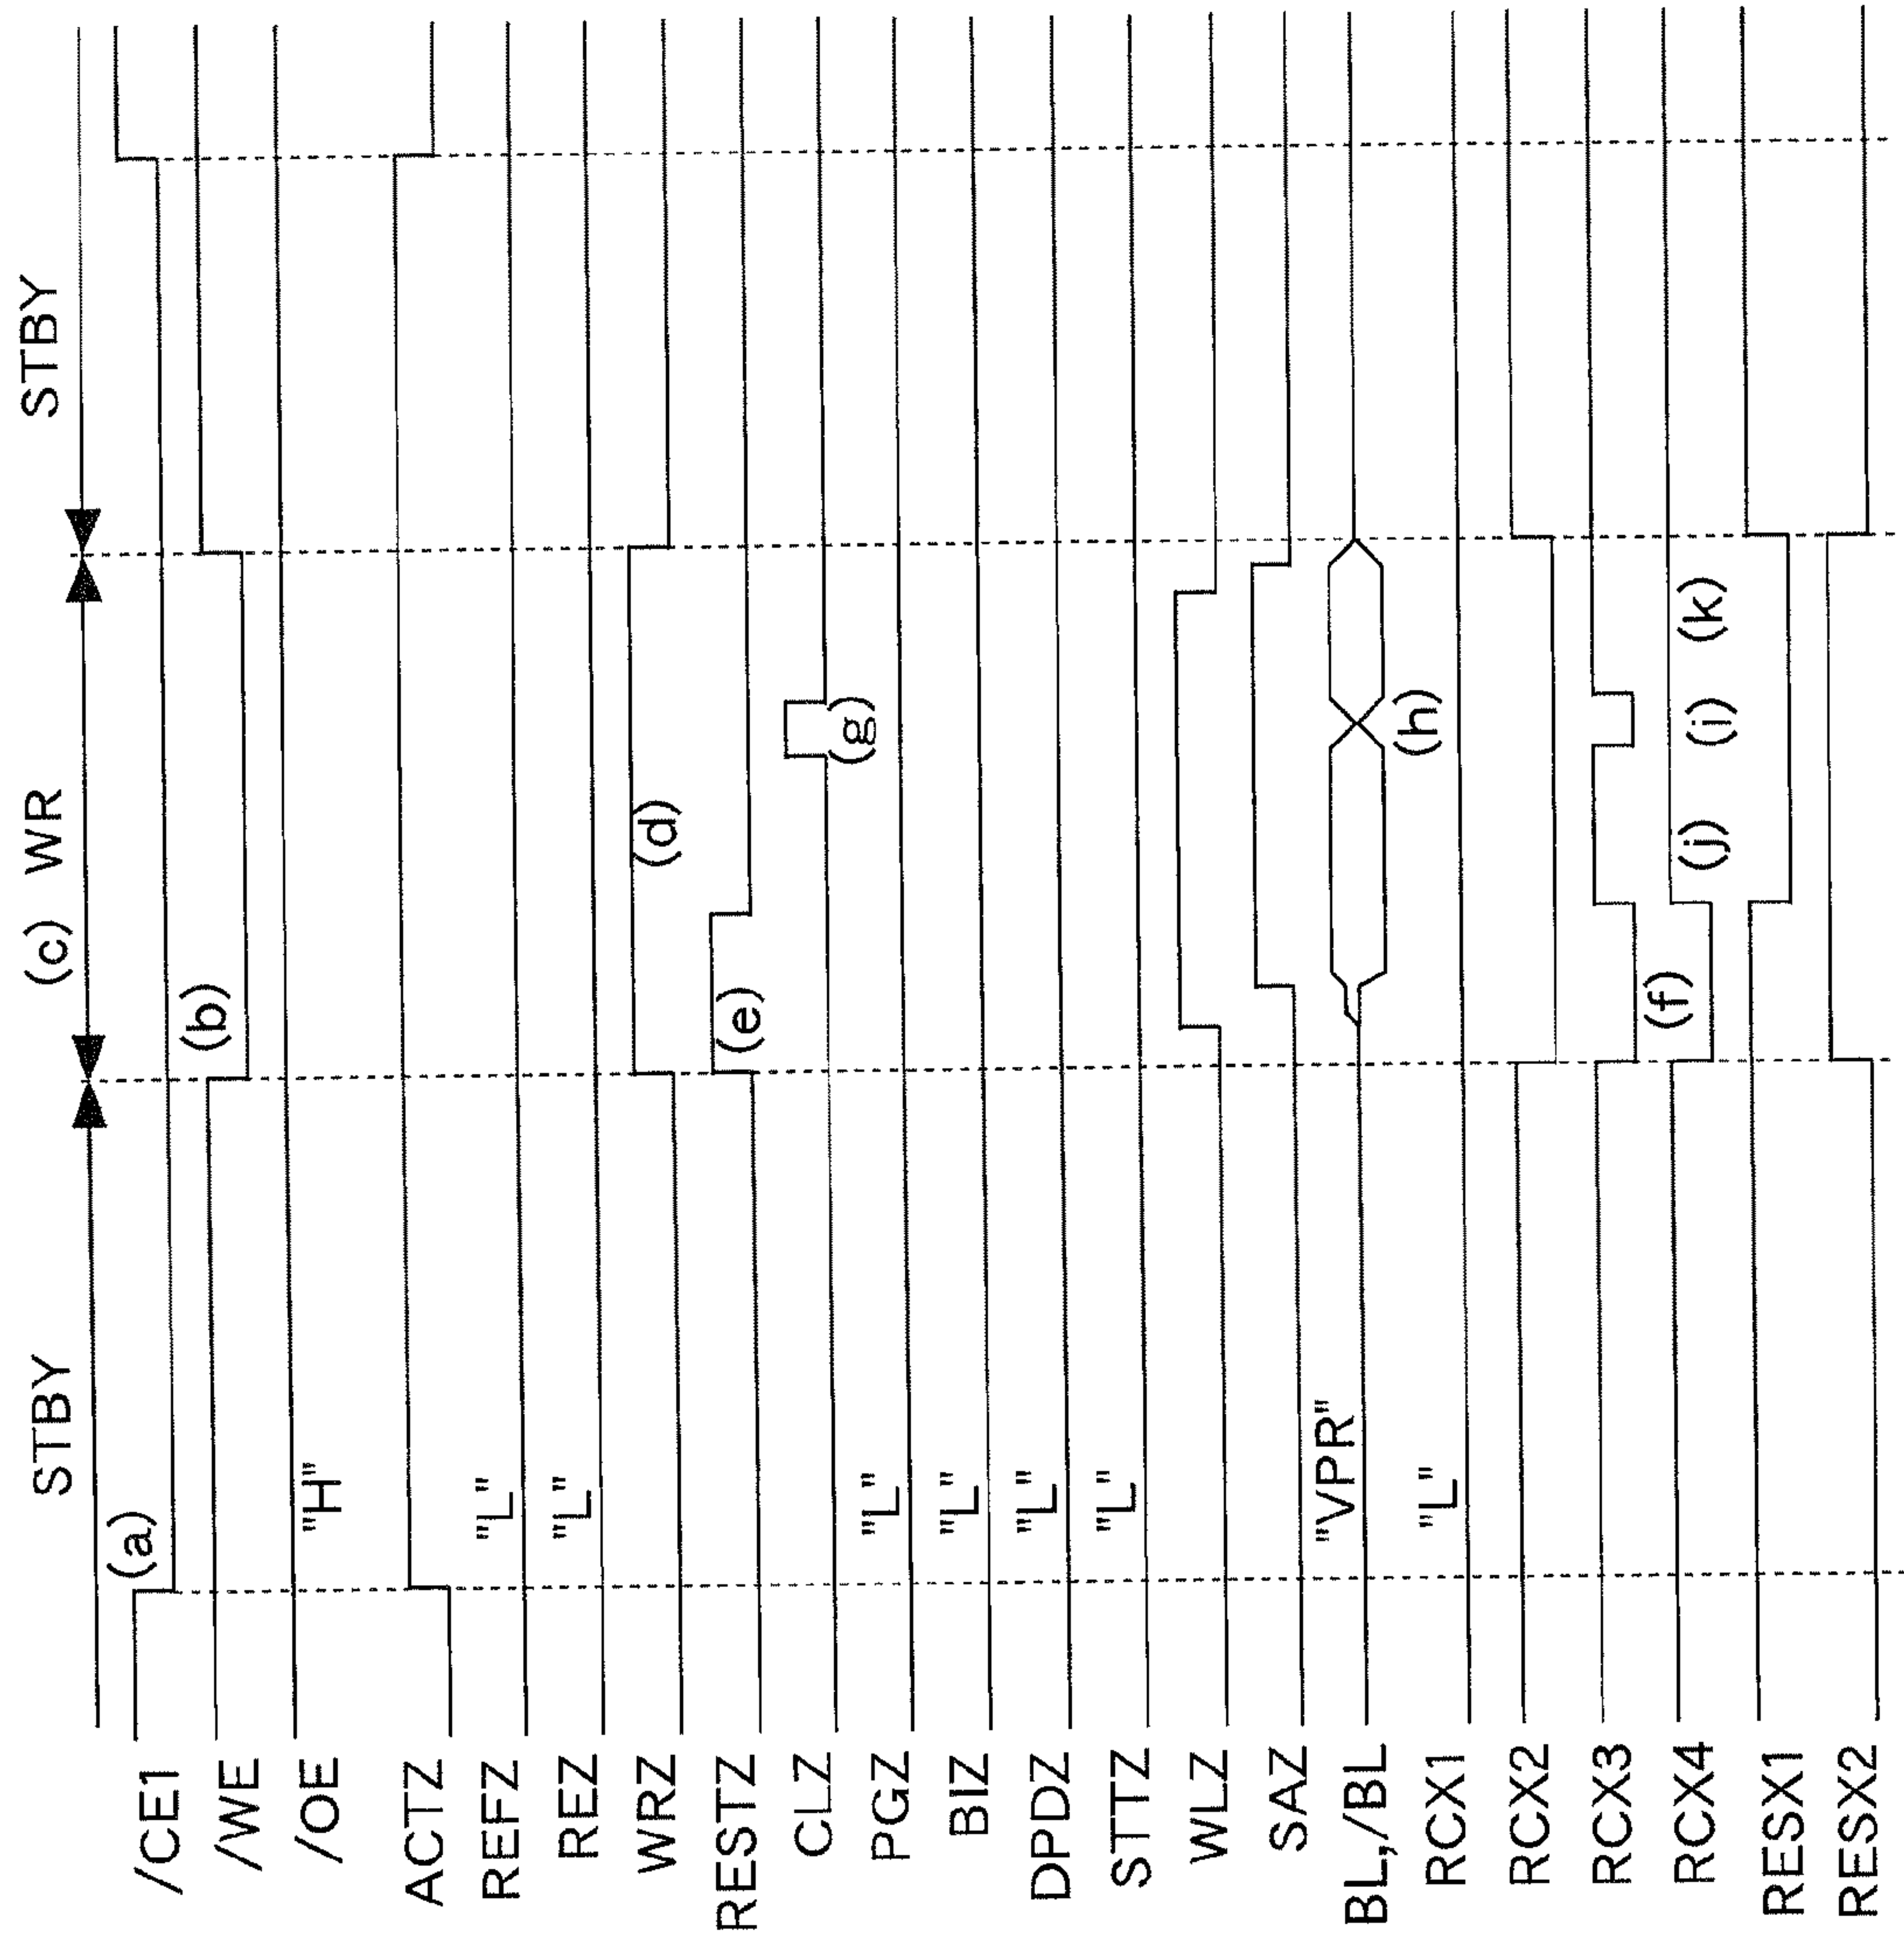 STBY (c) WR STBY
/CE1 (a)
/WE (b)
/OE "H"
ACTZ
REFZ "L"
REZ "L"
WRZ (d)
RESTZ (e)
CLZ (g)
PGZ "L"
BIZ "L"
DPDZ "L"
STTZ "L"
WLZ
SAZ
BL,/BL "VPR" (h)
RCX1 "L"
RCX2
RCX3 (f)
RCX4 (j) (i) (k)
RESX1
RESX2